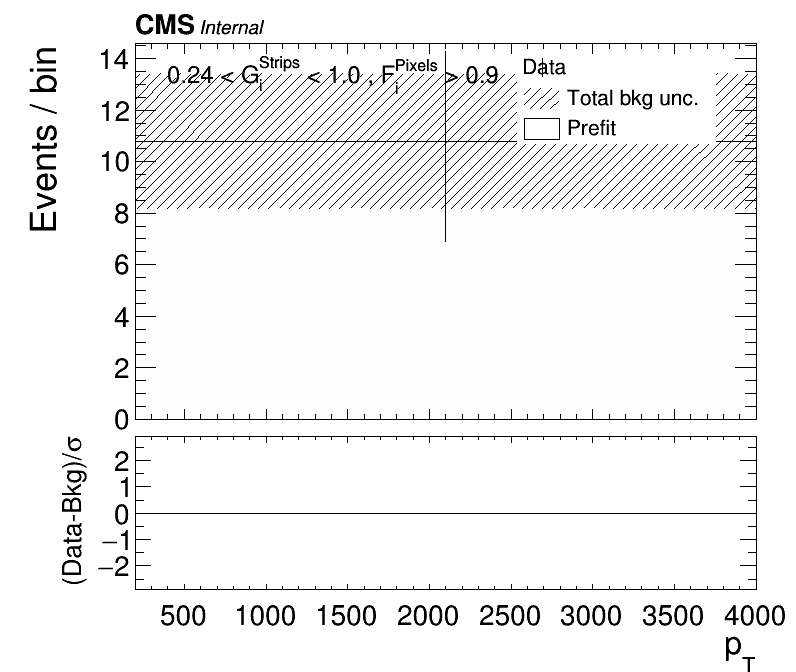 CMS Internal
Events / bin
14
12
10
8
6
4
2
0
0.24 < G_i^Strips < 1.0 , F_i^Pixels > 0.9
Data
Total bkg unc.
Prefit
(Data-Bkg)/σ
2
1
0
−1
−2
500 1000 1500 2000 2500 3000 3500 4000
p_T